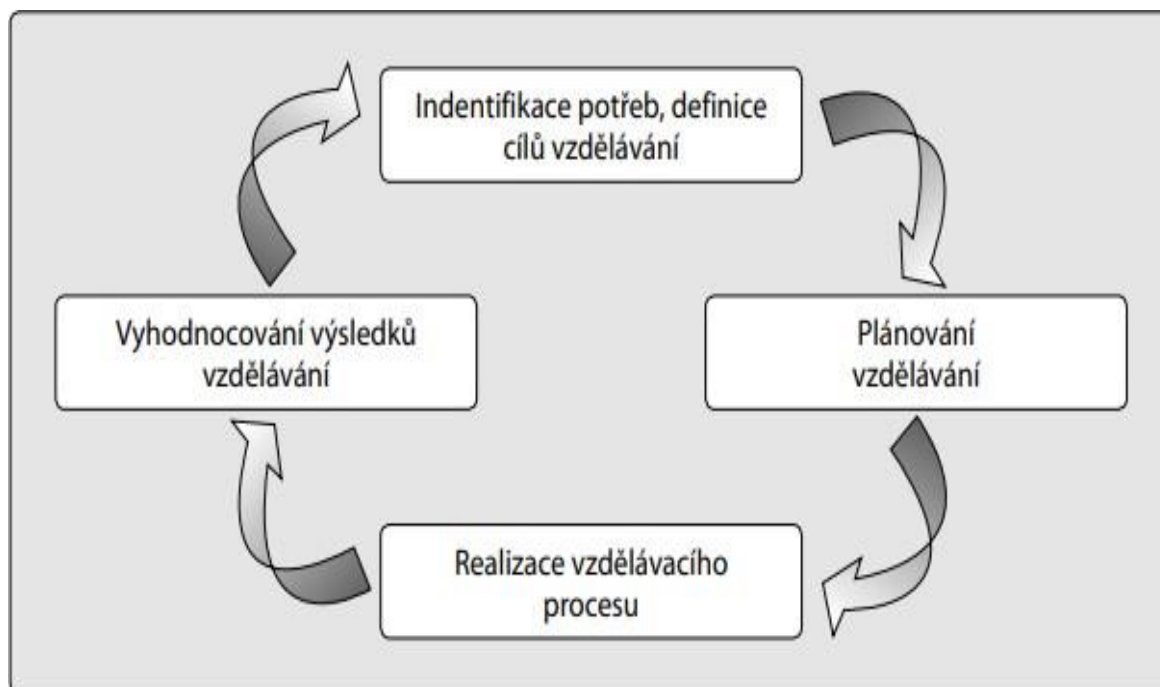 Indentifikace potřeb, definice
cílů vzdělávání
Vyhodnocování výsledků
vzdělávání
Plánování
vzdělávání
Realizace vzdělávacího
procesu